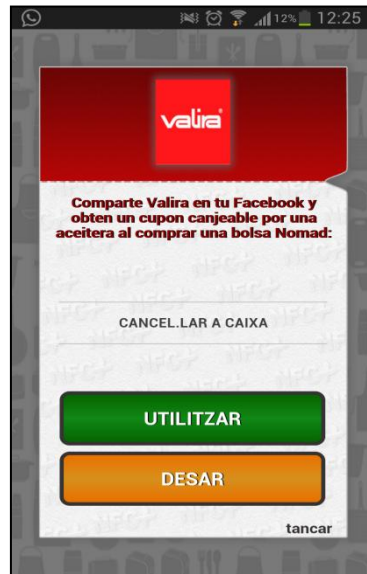 12% 12:25
valira
Comparte Valira en tu Facebook y
obten un cupon canjeable por una
aceitera al comprar una bolsa Nomad:
CANCEL.LAR A CAIXA
UTILITZAR
DESAR
tancar